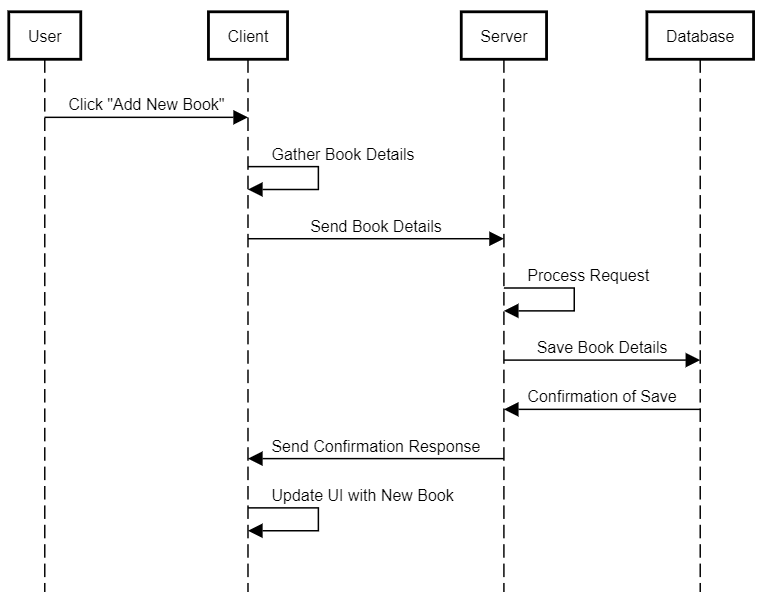 User
Client
Server
Database
Click "Add New Book"
Gather Book Details
Send Book Details
Process Request
Save Book Details
Confirmation of Save
Send Confirmation Response
Update UI with New Book